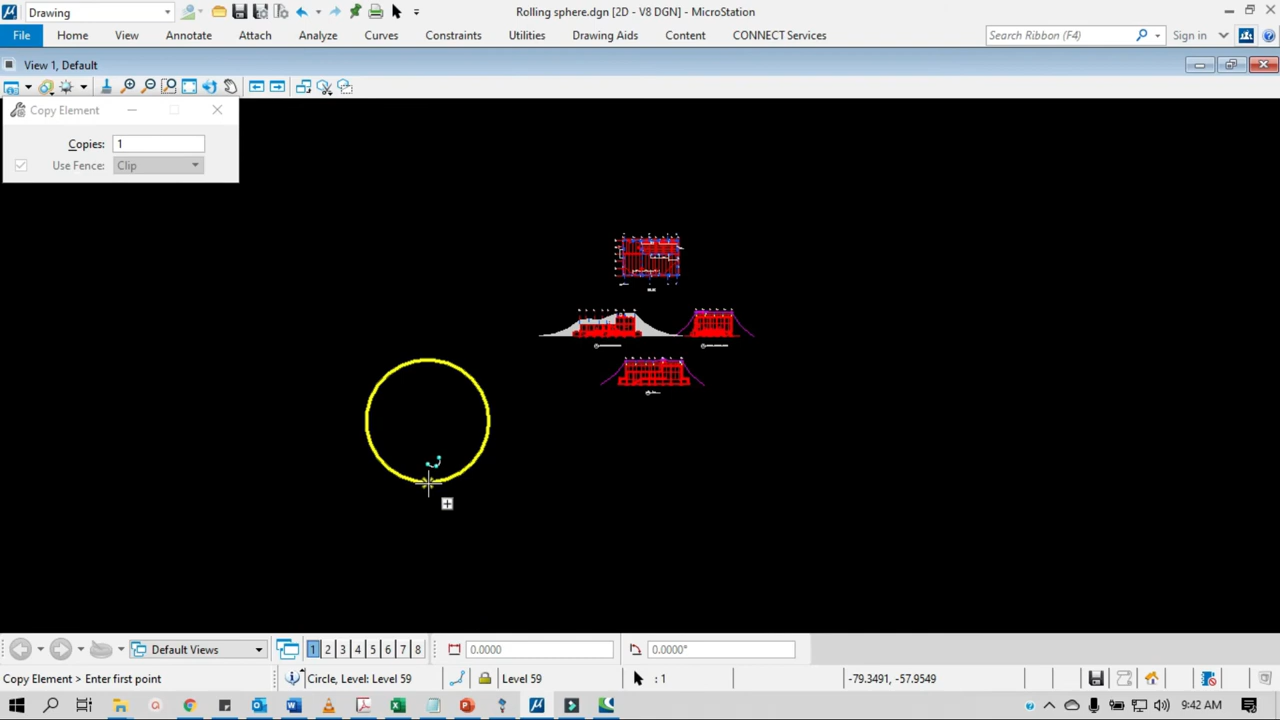 Drawing
Rolling sphere.dgn [2D - V8 DGN] - MicroStation
File Home View Annotate Attach Analyze Curves Constraints Utilities Drawing Aids Content CONNECT Services Search Ribbon (F4) Sign in
View 1, Default
Copy Element
Copies: 1
Use Fence: Clip
Default Views 1 2 3 4 5 6 7 8 0.0000 0.0000°
Copy Element > Enter first point Circle, Level: Level 59 Level 59 : 1 -79.3491, -57.9549
9:42 AM